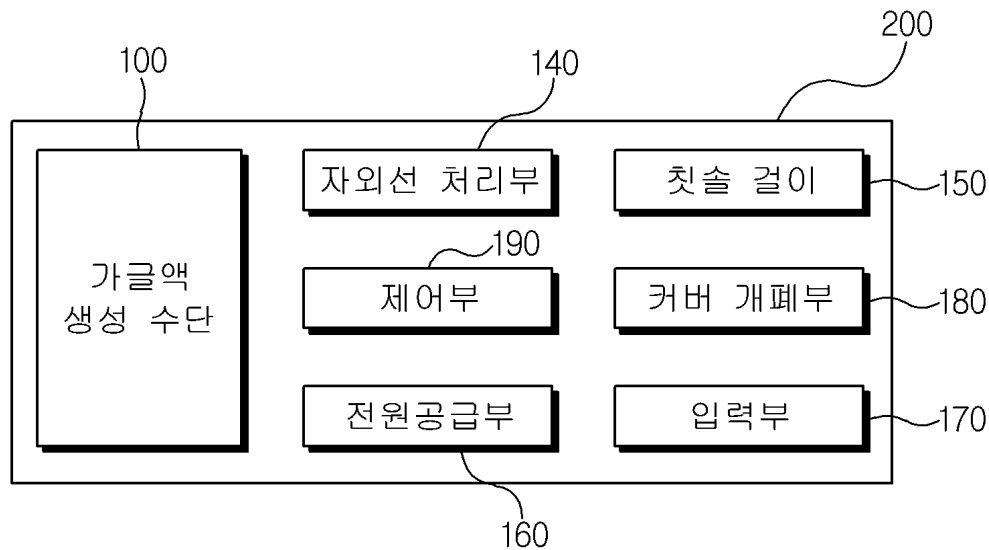 200
100
140
자외선 처리부
칫솔 걸이
150
190
가글액
생성 수단
제어부
커버 개폐부
180
전원공급부
입력부
170
160